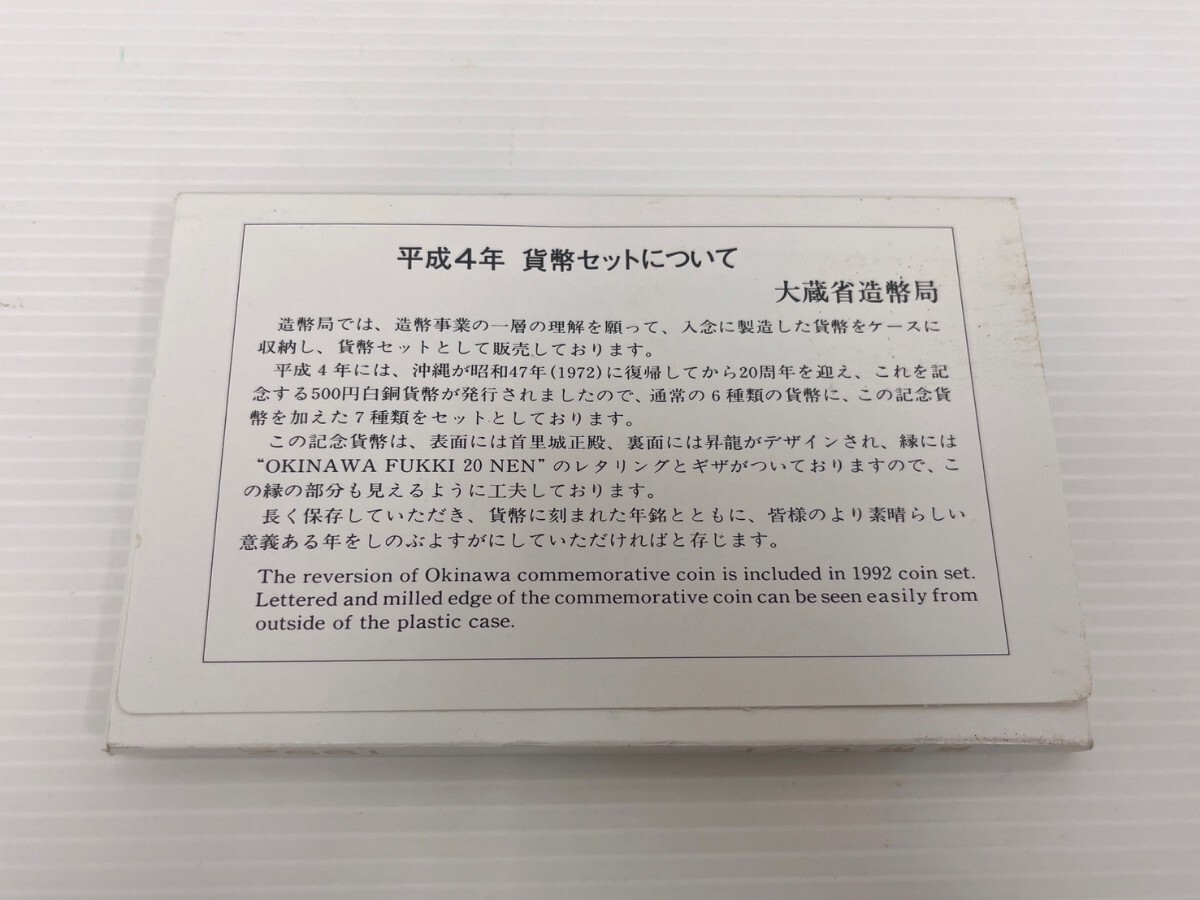 平成4年 貨幣セットについて
大蔵省造幣局
造幣局では、造幣事業の一層の理解を願って、入念に製造した貨幣をケースに
収納し、貨幣セットとして販売しております。
平成4年には、沖縄が昭和47年(1972)に復帰してから20周年を迎え、これを記
念する500円白銅貨幣が発行されましたので、通常の6種類の貨幣に、この記念貨
幣を加えた7種類をセットとしております。
この記念貨幣は、表面には首里城正殿、裏面には昇龍がデザインされ、縁には
“OKINAWA FUKKI 20 NEN”のレタリングとギザがついておりますので、こ
の縁の部分も見えるように工夫しております。
長く保存していただき、貨幣に刻まれた年銘とともに、皆様のより素晴らしい
意義ある年をしのぶよすがにしていただければと存じます。
The reversion of Okinawa commemorative coin is included in 1992 coin set.
Lettered and milled edge of the commemorative coin can be seen easily from
outside of the plastic case.